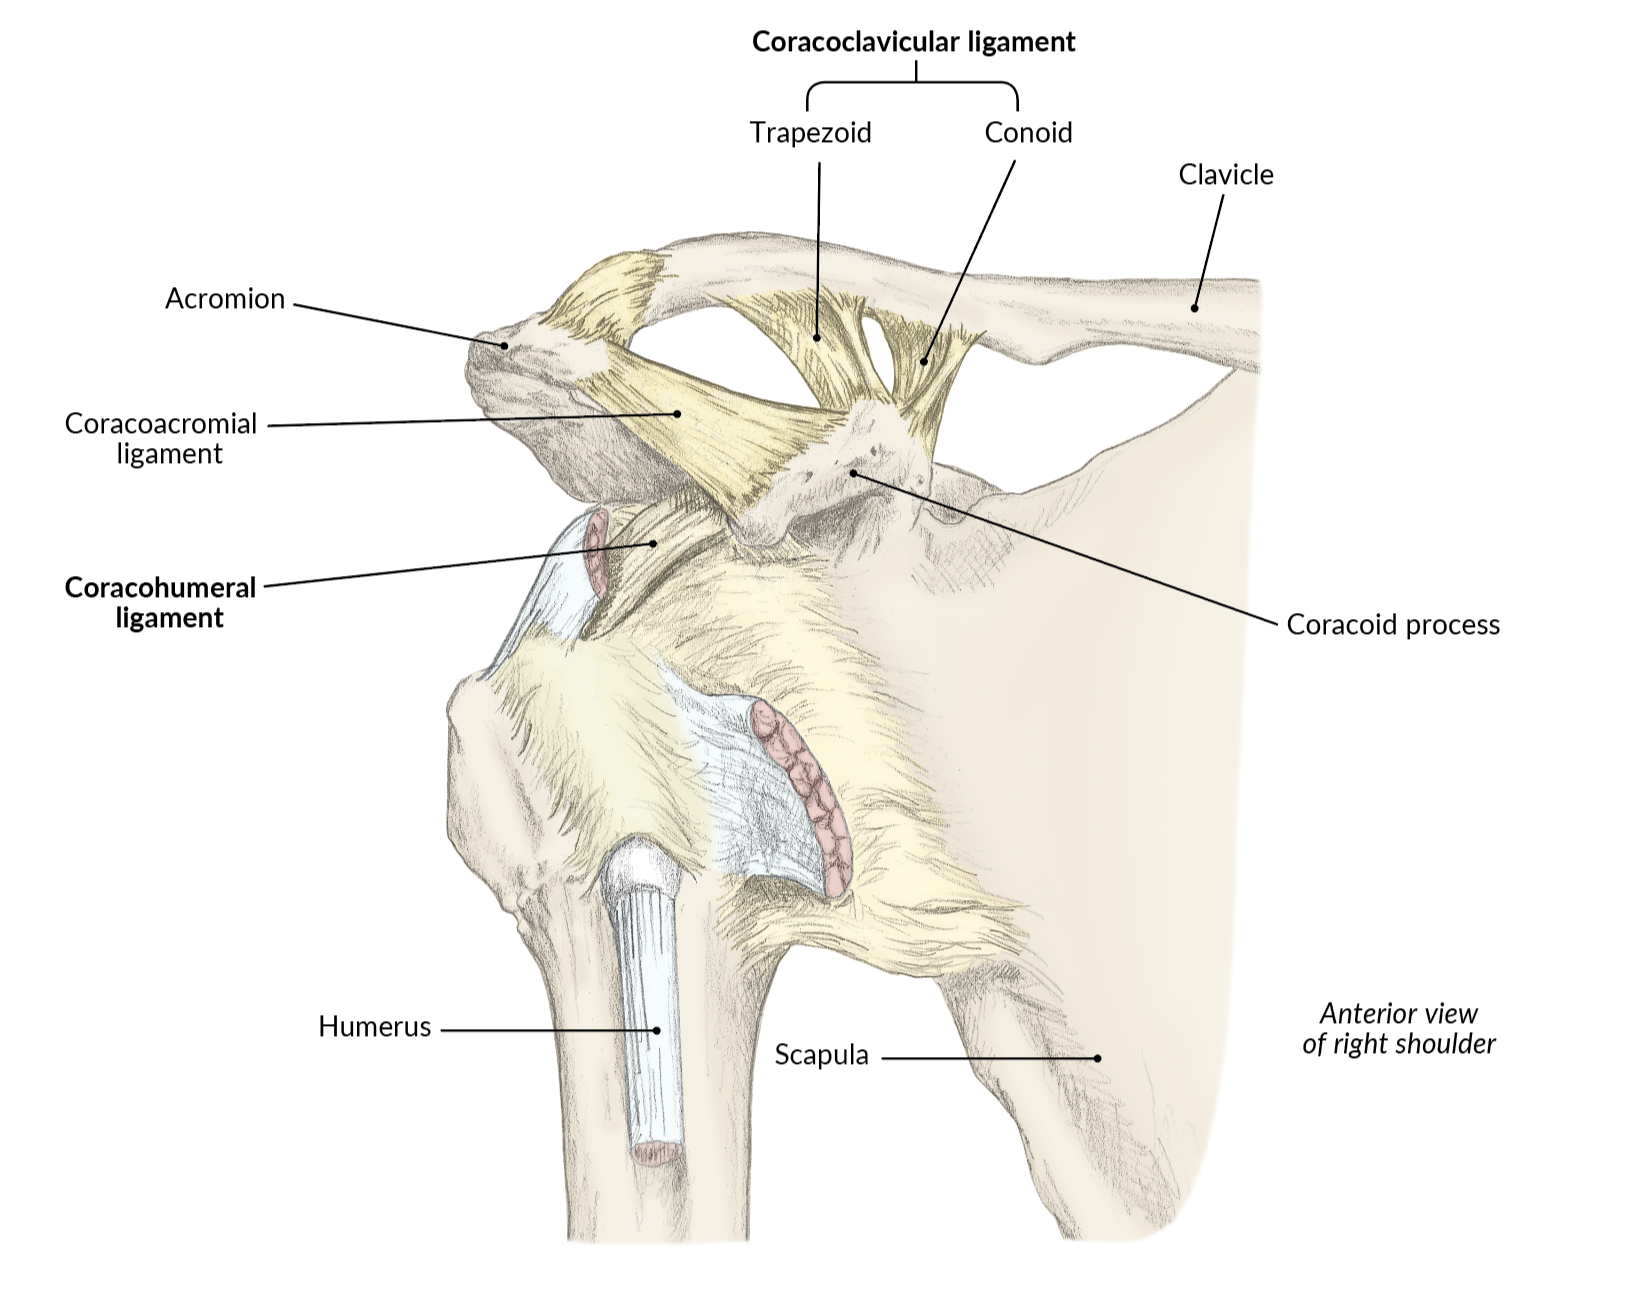 Coracoclavicular ligament
Trapezoid
Conoid
Clavicle
Acromion
Coracoacromial
ligament
Coracohumeral
ligament
Coracoid process
Humerus
Scapula
Anterior view
of right shoulder